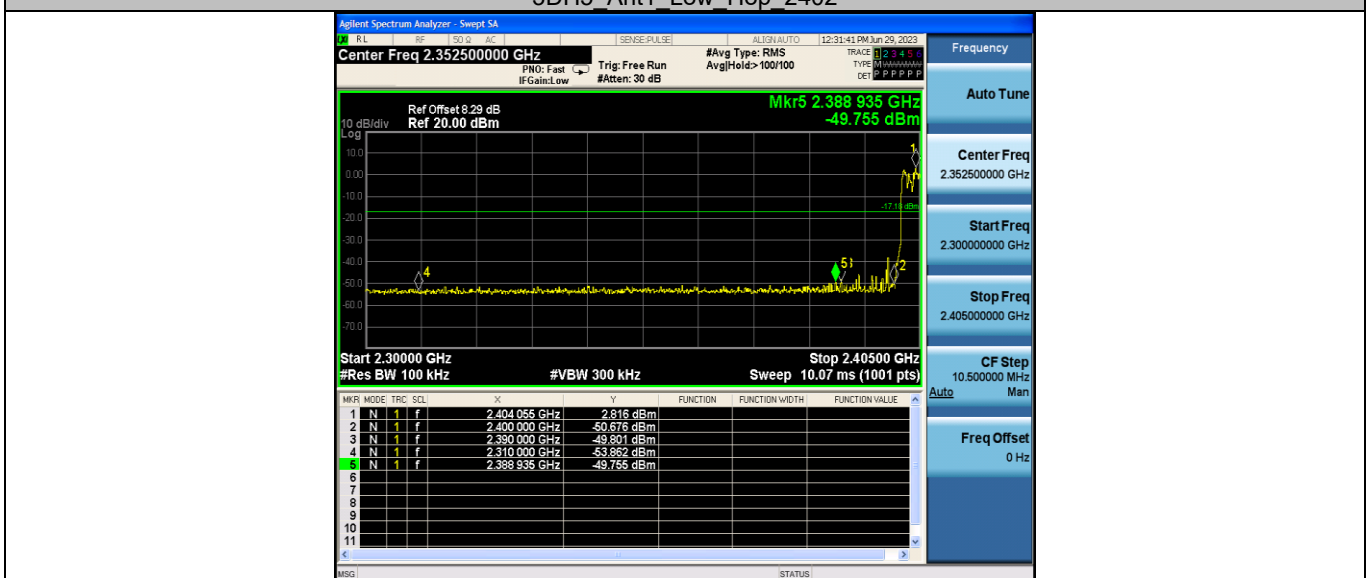 3DH5_Ant1_Low_Hop_2402
Agilent Spectrum Analyzer - Swept SA
RL RF 50 Ω AC SENSE:PULSE ALIGN AUTO 12:31:41 PM Jun 29, 2023
Center Freq 2.352500000 GHz
PNO: Fast
IFGain:Low
Trig: Free Run
#Atten: 30 dB
#Avg Type: RMS
Avg|Hold:> 100/100
TRACE 1 2 3 4 5 6
TYPE M
DET P P P P P P
Mkr5 2.388 935 GHz
-49.755 dBm
Ref Offset 8.29 dB
10 dB/div Ref 20.00 dBm
Log
10.0
0.00
-10.0
-20.0
-30.0
-40.0
-50.0
-60.0
-70.0
1
-17.18 dBm
4
5
2
Start 2.30000 GHz Stop 2.40500 GHz
#Res BW 100 kHz #VBW 300 kHz Sweep 10.07 ms (1001 pts)
MKR MODE TRC SCL X Y FUNCTION FUNCTION WIDTH FUNCTION VALUE
1 N 1 f 2.404 055 GHz 2.816 dBm
2 N 1 f 2.400 000 GHz -50.676 dBm
3 N 1 f 2.390 000 GHz -49.801 dBm
4 N 1 f 2.310 000 GHz -53.862 dBm
5 N 1 f 2.388 935 GHz -49.755 dBm
6
7
8
9
10
11
MSG STATUS
Frequency
Auto Tune
Center Freq
2.352500000 GHz
Start Freq
2.300000000 GHz
Stop Freq
2.405000000 GHz
CF Step
10.500000 MHz
Auto Man
Freq Offset
0 Hz